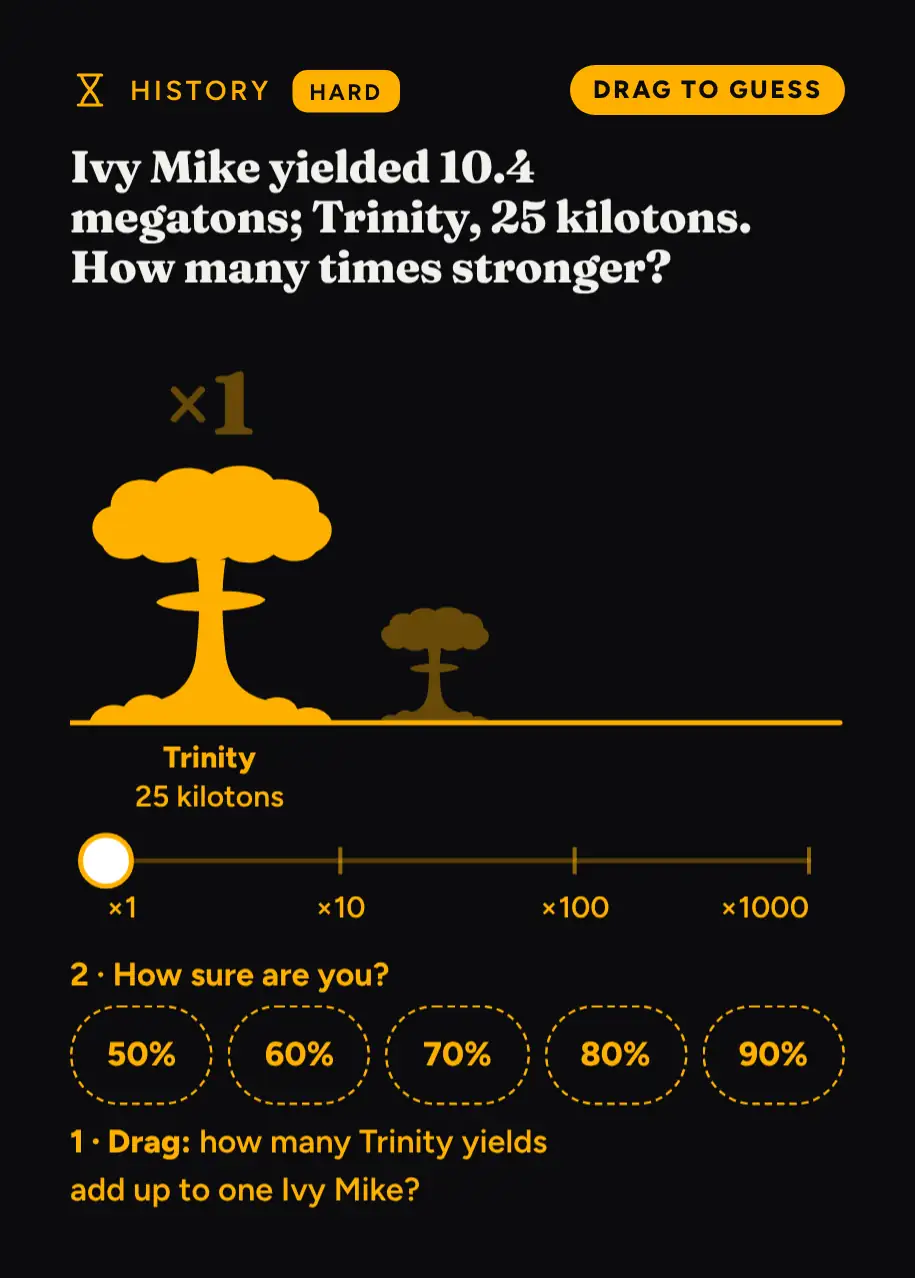 HISTORY HARD DRAG TO GUESS
Ivy Mike yielded 10.4
megatons; Trinity, 25 kilotons.
How many times stronger?
×1
Trinity
25 kilotons
×1 ×10 ×100 ×1000
2 · How sure are you?
50% 60% 70% 80% 90%
1 · Drag: how many Trinity yields
add up to one Ivy Mike?